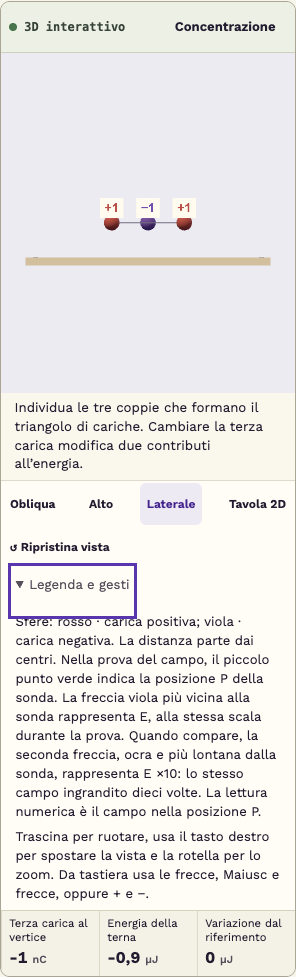 3D interattivo
Concentrazione
+1 −1 +1
Individua le tre coppie che formano il
triangolo di cariche. Cambiare la terza
carica modifica due contributi
all’energia.
Obliqua Alto Laterale Tavola 2D
↺ Ripristina vista
▼ Legenda e gesti
Sfere: rosso · carica positiva; viola ·
carica negativa. La distanza parte dai
centri. Nella prova del campo, il piccolo
punto verde indica la posizione P della
sonda. La freccia viola più vicina alla
sonda rappresenta E, alla stessa scala
durante la prova. Quando compare, la
seconda freccia, ocra e più lontana dalla
sonda, rappresenta E ×10: lo stesso
campo ingrandito dieci volte. La lettura
numerica è il campo nella posizione P.
Trascina per ruotare, usa il tasto destro
per spostare la vista e la rotella per lo
zoom. Da tastiera usa le frecce, Maiusc e
frecce, oppure + e −.
Terza carica al
vertice
−1 nC
Energia della
terna
−0,9 μJ
Variazione dal
riferimento
0 μJ